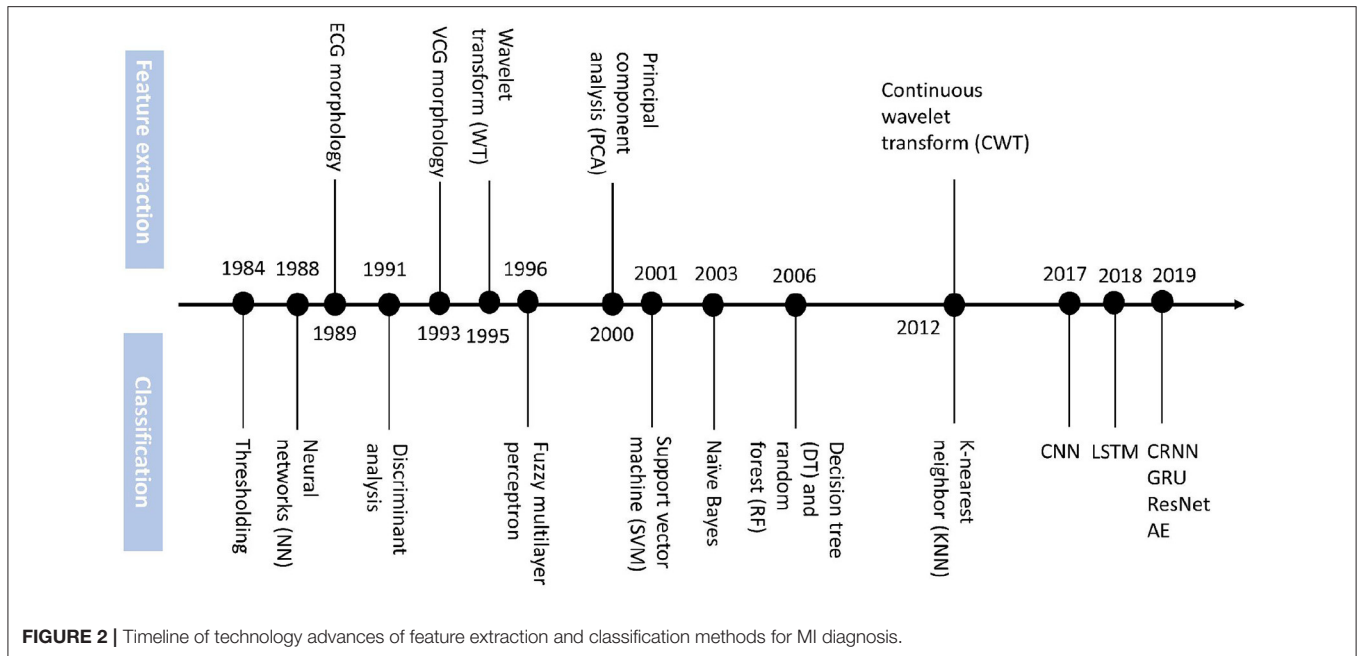 Feature extraction
ECG morphology
VCG morphology
Wavelet
transform (WT)
Principal
component
analysis (PCA)
Continuous
wavelet
transform (CWT)
1984
1988
1989
1991
1993
1995
1996
2000
2001
2003
2006
2012
2017
2018
2019
Classification
Thresholding
Neural
networks (NN)
Discriminant
analysis
Fuzzy multilayer
perceptron
Support vector
machine (SVM)
Naïve Bayes
Decision tree
(DT) and
random
forest (RF)
K-nearest
neighbor (KNN)
CNN
LSTM
CRNN
GRU
ResNet
AE
FIGURE 2 | Timeline of technology advances of feature extraction and classification methods for MI diagnosis.